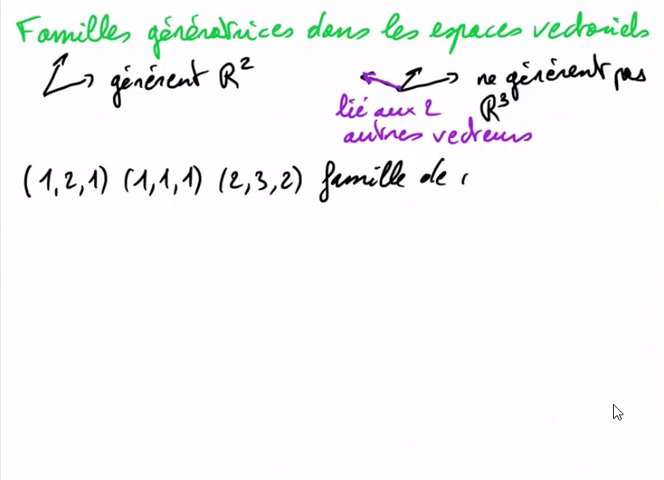 Familles génératrices dans les espaces vectoriels
génèrent R² ne génèrent pas
R³
lié aux 2
autres vecteurs
(1,2,1) (1,1,1) (2,3,2) famille de